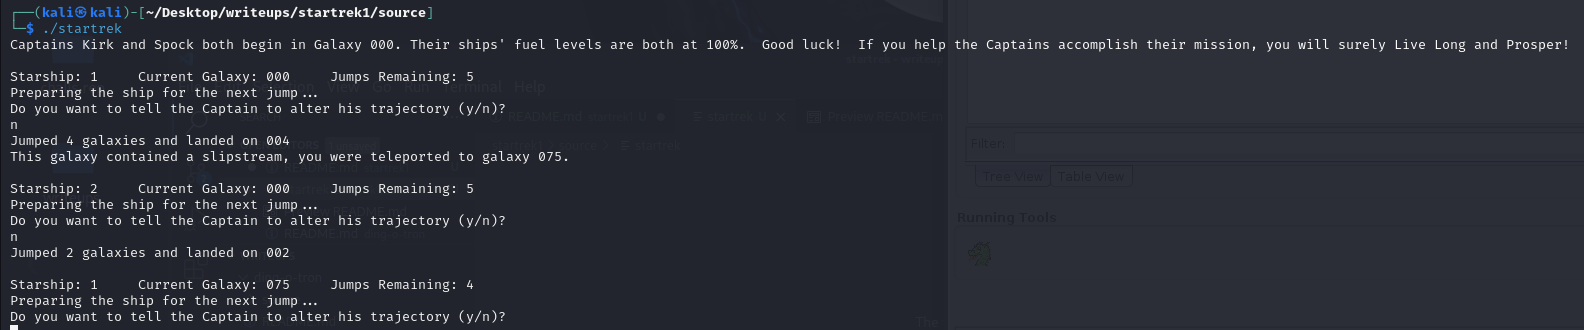 (kali㉿kali)-[~/Desktop/writeups/startrek1/source]
$ ./startrek
Captains Kirk and Spock both begin in Galaxy 000. Their ships' fuel levels are both at 100%.  Good luck!  If you help the Captains accomplish their mission, you will surely Live Long and Prosper!
Starship: 1     Current Galaxy: 000     Jumps Remaining: 5
Preparing the ship for the next jump...
Do you want to tell the Captain to alter his trajectory (y/n)?
n
Jumped 4 galaxies and landed on 004
This galaxy contained a slipstream, you were teleported to galaxy 075.
Starship: 2     Current Galaxy: 000     Jumps Remaining: 5
Preparing the ship for the next jump...
Do you want to tell the Captain to alter his trajectory (y/n)?
n
Jumped 2 galaxies and landed on 002
Starship: 1     Current Galaxy: 075     Jumps Remaining: 4
Preparing the ship for the next jump...
Do you want to tell the Captain to alter his trajectory (y/n)?
Filter:
Tree View
Table View
Running Tools